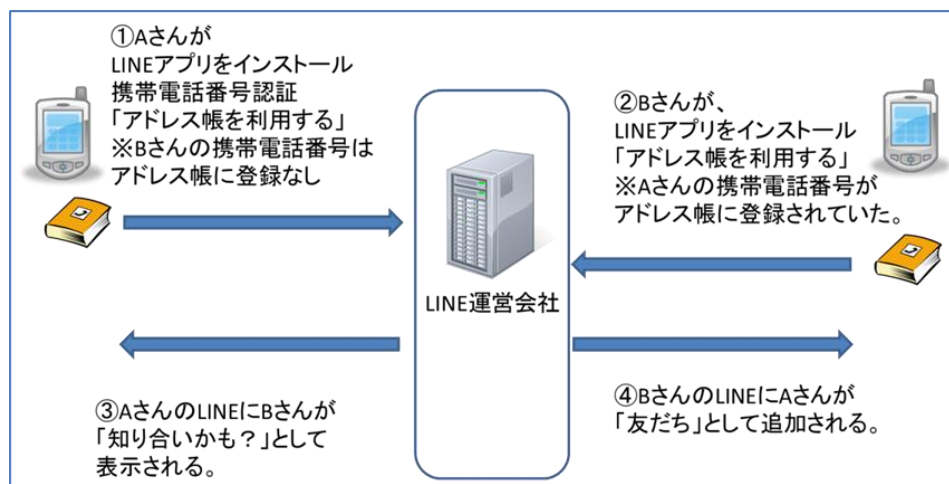 ①Aさんが
LINEアプリをインストール
携帯電話番号認証
「アドレス帳を利用する」
※Bさんの携帯電話番号は
アドレス帳に登録なし
②Bさんが、
LINEアプリをインストール
「アドレス帳を利用する」
※Aさんの携帯電話番号が
アドレス帳に登録されていた。
LINE運営会社
③AさんのLINEにBさんが
「知り合いかも？」として
表示される。
④BさんのLINEにAさんが
「友だち」として追加される。